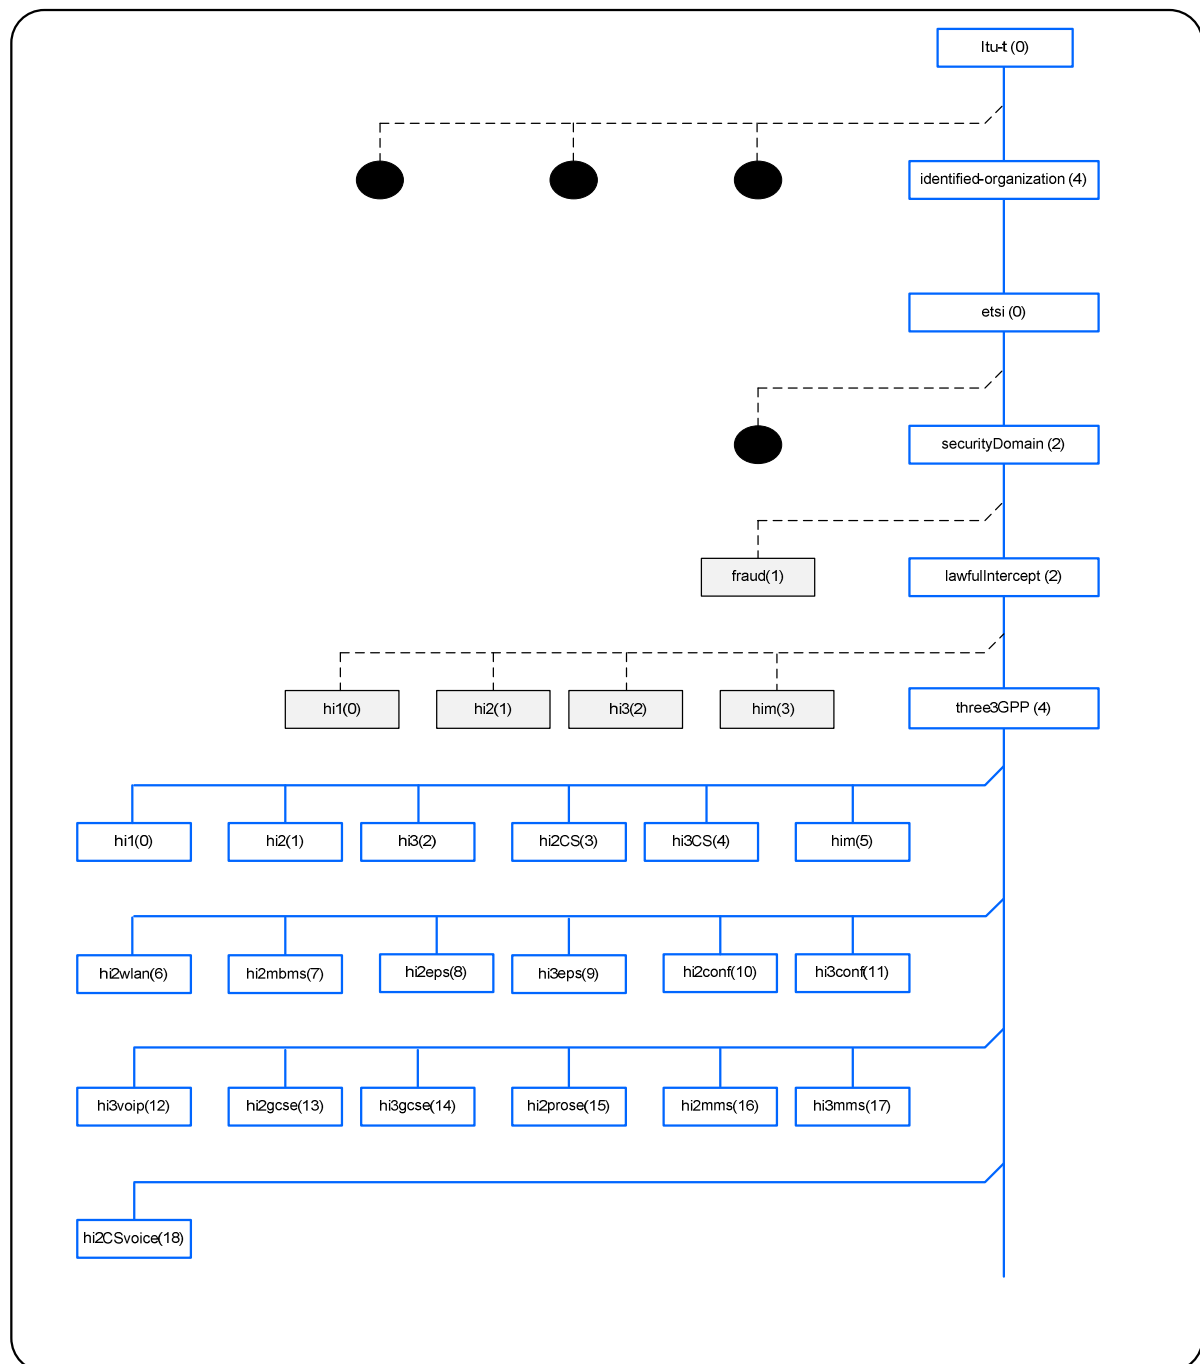 Itu-t (0)
identified-organization (4)
etsi (0)
securityDomain (2)
fraud(1)
lawfulIntercept (2)
hi1(0)
hi2(1)
hi3(2)
him(3)
three3GPP (4)
hi1(0)
hi2(1)
hi3(2)
hi2CS(3)
hi3CS(4)
him(5)
hi2wlan(6)
hi2mbms(7)
hi2eps(8)
hi3eps(9)
hi2conf(10)
hi3conf(11)
hi3voip(12)
hi2gcse(13)
hi3gcse(14)
hi2prose(15)
hi2mms(16)
hi3mms(17)
hi2CSvoice(18)